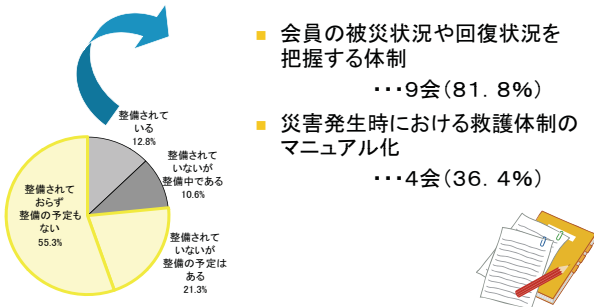 会員の被災状況や回復状況を
把握する体制
・・・9会(81．8%)
災害発生時における救護体制の
マニュアル化
・・・4会(36．4%)
整備されて
いる
12.8%
整備されて
いないが
整備中である
10.6%
整備されて
いないが
整備の予定は
ある
21.3%
整備されて
おらず
整備の予定も
ない
55.3%